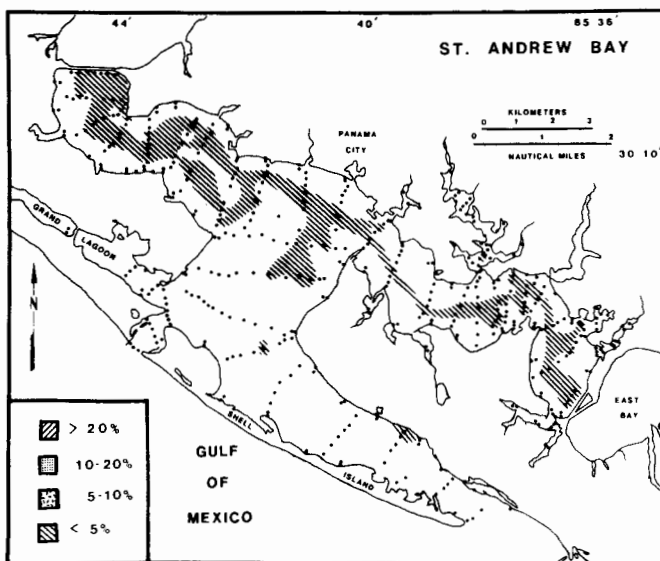 44′ 40′ 85 36′
ST. ANDREW BAY
KILOMETERS
0 1 2 3
PANAMA
CITY
0 1 2
NAUTICAL MILES
30 10′
GRAND
LAGOON
N
EAST
BAY
SHELL
ISLAND
GULF
OF
MEXICO
> 20%
10-20%
5-10%
< 5%